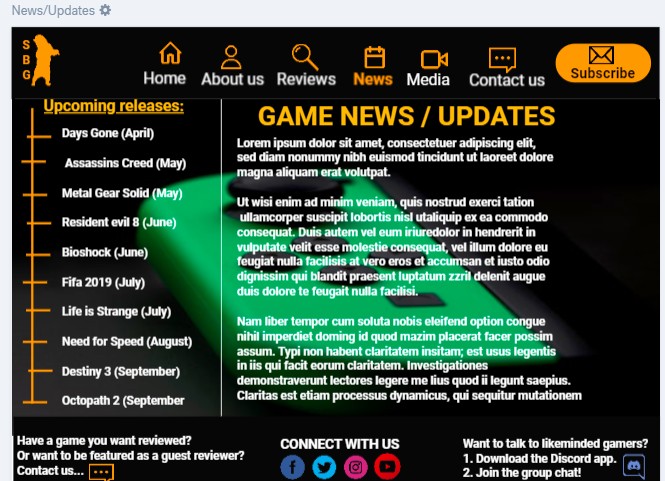 News/Updates
S
B
G
Home
About us
Reviews
News
Media
Contact us
Subscribe
Upcoming releases:
Days Gone (April)
Assassins Creed (May)
Metal Gear Solid (May)
Resident evil 8 (June)
Bioshock (June)
Fifa 2019 (July)
Life is Strange (July)
Need for Speed (August)
Destiny 3 (September)
Octopath 2 (September
GAME NEWS / UPDATES
Lorem ipsum dolor sit amet, consectetuer adipiscing elit,
sed diam nonummy nibh euismod tincidunt ut laoreet dolore
magna aliquam erat volutpat.
Ut wisi enim ad minim veniam, quis nostrud exerci tation
ullamcorper suscipit lobortis nisl utaliquip ex ea commodo
consequat. Duis autem vel eum iriuredolor in hendrerit in
vulputate velit esse molestie consequat, vel illum dolore eu
feugiat nulla facilisis at vero eros et accumsan et iusto odio
dignissim qui blandit praesent luptatum zzril delenit augue
duis dolore te feugait nulla facilisi.
Nam liber tempor cum soluta nobis eleifend option congue
nihil imperdiet doming id quod mazim placerat facer possim
assum. Typi non habent claritatem insitam; est usus legentis
in iis qui facit eorum claritatem. Investigationes
demonstraverunt lectores legere me lius quod ii legunt saepius.
Claritas est etiam processus dynamicus, qui sequitur mutationem
Have a game you want reviewed?
Or want to be featured as a guest reviewer?
Contact us...
CONNECT WITH US
Want to talk to likeminded gamers?
1. Download the Discord app.
2. Join the group chat!